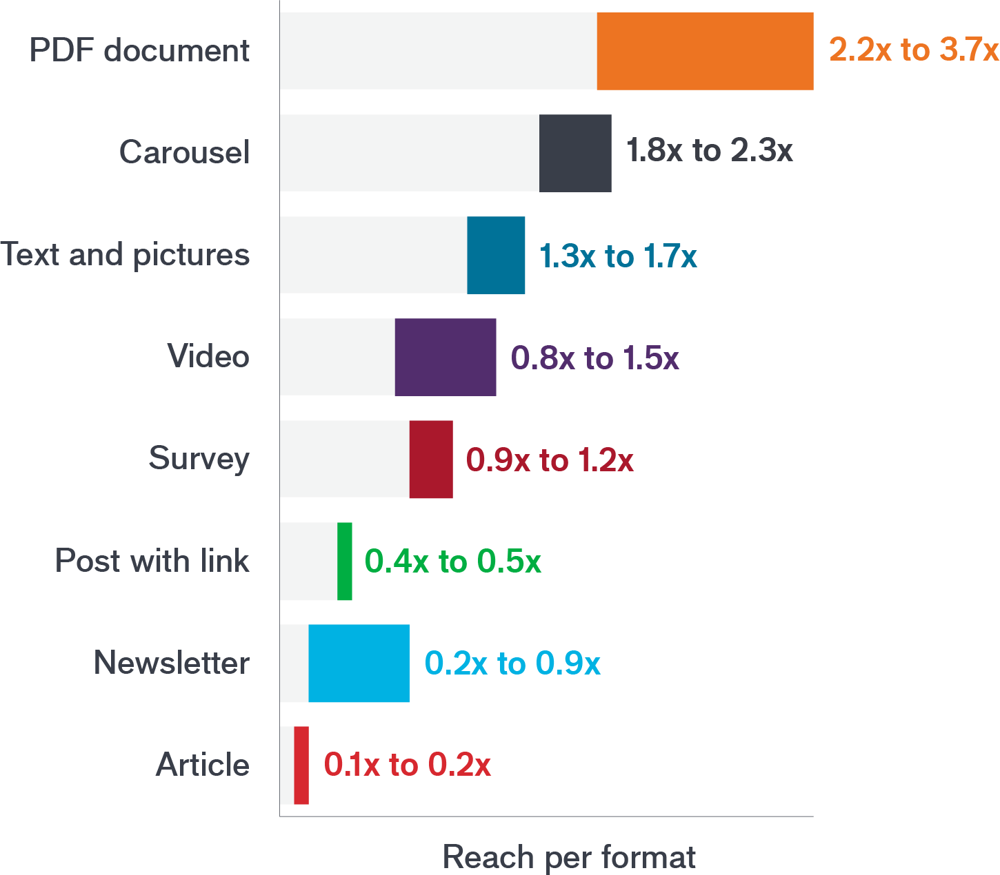 PDF document
2.2x to 3.7x
Carousel
1.8x to 2.3x
Text and pictures
1.3x to 1.7x
Video
0.8x to 1.5x
Survey
0.9x to 1.2x
Post with link
0.4x to 0.5x
Newsletter
0.2x to 0.9x
Article
0.1x to 0.2x
Reach per format